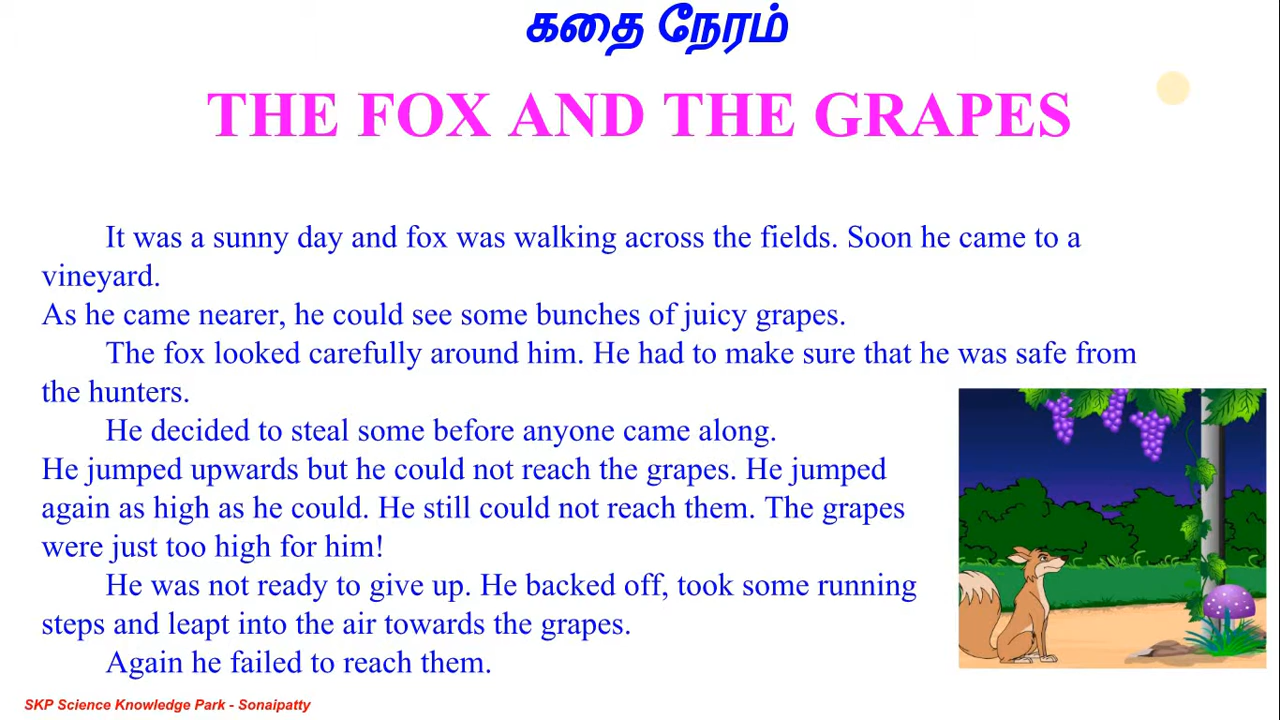 கதை நேரம்
THE FOX AND THE GRAPES
It was a sunny day and fox was walking across the fields. Soon he came to a
vineyard.
As he came nearer, he could see some bunches of juicy grapes.
The fox looked carefully around him. He had to make sure that he was safe from
the hunters.
He decided to steal some before anyone came along.
He jumped upwards but he could not reach the grapes. He jumped
again as high as he could. He still could not reach them. The grapes
were just too high for him!
He was not ready to give up. He backed off, took some running
steps and leapt into the air towards the grapes.
Again he failed to reach them.
SKP Science Knowledge Park - Sonaipatty